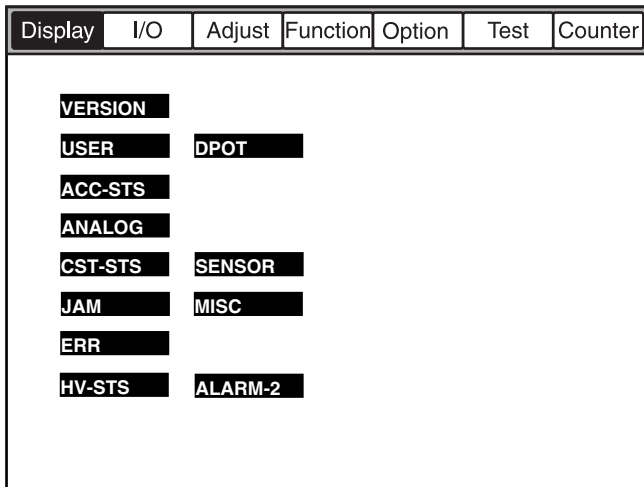 Display I/O Adjust Function Option Test Counter
VERSION
USER DPOT
ACC-STS
ANALOG
CST-STS SENSOR
JAM MISC
ERR
HV-STS ALARM-2